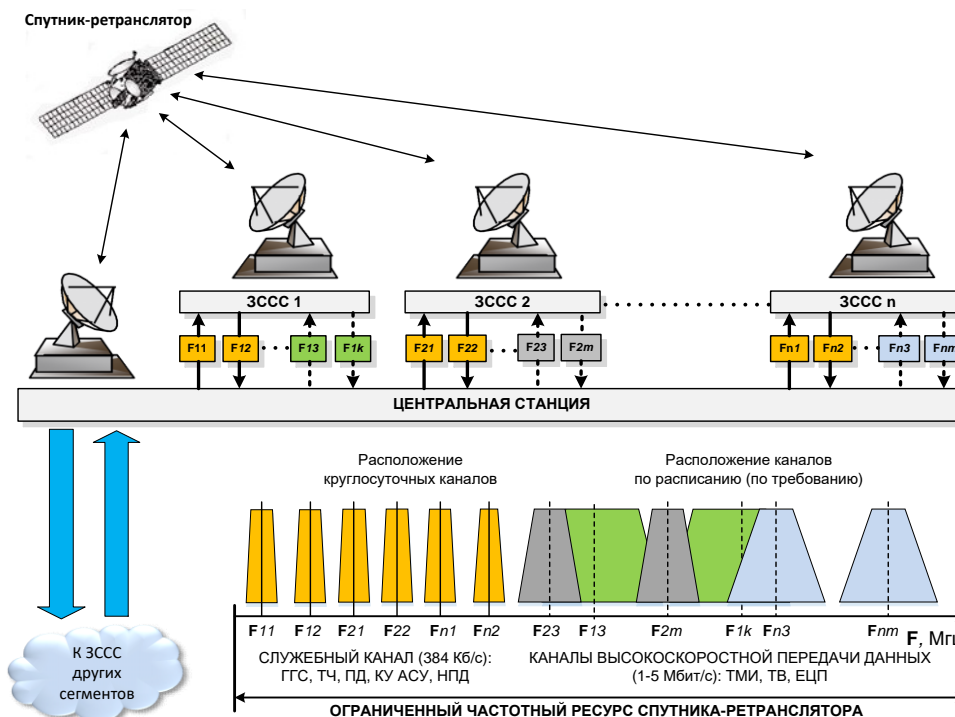 Спутник-ретранслятор
ЗССС 1
ЗССС 2
ЗССС n
F11
F12
F13
F1k
F21
F22
F23
F2m
Fn1
Fn2
Fn3
Fnm
ЦЕНТРАЛЬНАЯ СТАНЦИЯ
Расположение
круглосуточных каналов
Расположение каналов
по расписанию (по требованию)
F11 F12 F21 F22 Fn1 Fn2 F23 F13 F2m F1k Fn3 Fnm F, Мгц
СЛУЖЕБНЫЙ КАНАЛ (384 Кб/с):
ГГС, ТЧ, ПД, КУ АСУ, НПД
КАНАЛЫ ВЫСОКОСКОРОСТНОЙ ПЕРЕДАЧИ ДАННЫХ
(1-5 Мбит/с): ТМИ, ТВ, ЕЦП
К ЗССС
других
сегментов
ОГРАНИЧЕННЫЙ ЧАСТОТНЫЙ РЕСУРС СПУТНИКА-РЕТРАНСЛЯТОРА